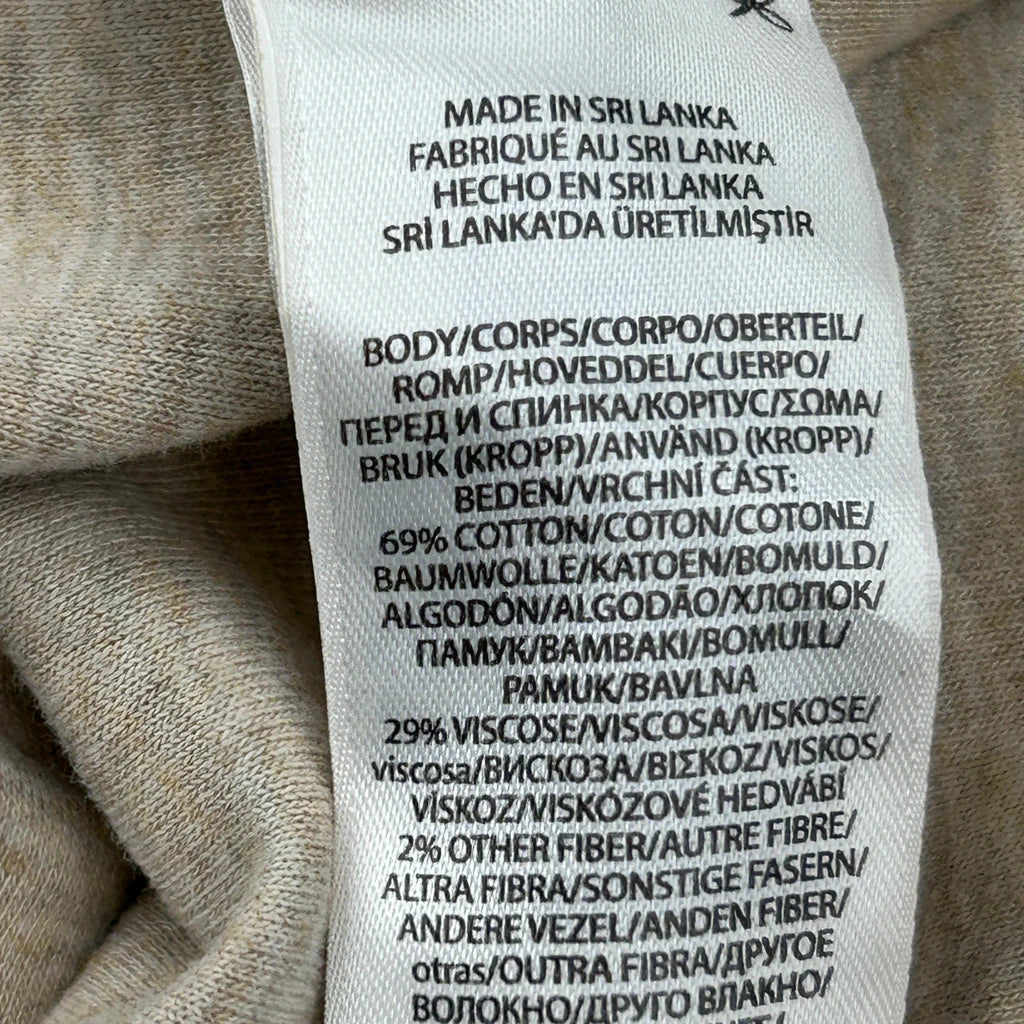 MADE IN SRI LANKA
FABRIQUÉ AU SRI LANKA
HECHO EN SRI LANKA
SRİ LANKA'DA ÜRETİLMİŞTİR
BODY/CORPS/CORPO/OBERTEIL/
ROMP/HOVEDDEL/CUERPO/
ПЕРЕД И СПИНКА/КОРПУС/ΣΩΜΑ/
BRUK (KROPP)/ANVÄND (KROPP)/
BEDEN/VRCHNÍ ČÁST:
69% COTTON/COTON/COTONE/
BAUMWOLLE/KATOEN/BOMULD/
ALGODÓN/ALGODÃO/ХЛОПОК/
ПАМУК/ΒΑΜΒΑΚΙ/BOMULL/
PAMUK/BAVLNA
29% VISCOSE/VISCOSA/VISKOSE/
viscosa/ВИСКОЗА/ΒΙΣΚΟΖ/VISKOS/
VİSKOZ/VISKÓZOVÉ HEDVÁBÍ
2% OTHER FIBER/AUTRE FIBRE/
ALTRA FIBRA/SONSTIGE FASERN/
ANDERE VEZEL/ANDEN FIBER/
otras/OUTRA FIBRA/ДРУГОЕ
ВОЛОКНО/ДРУГО ВЛАКНО/